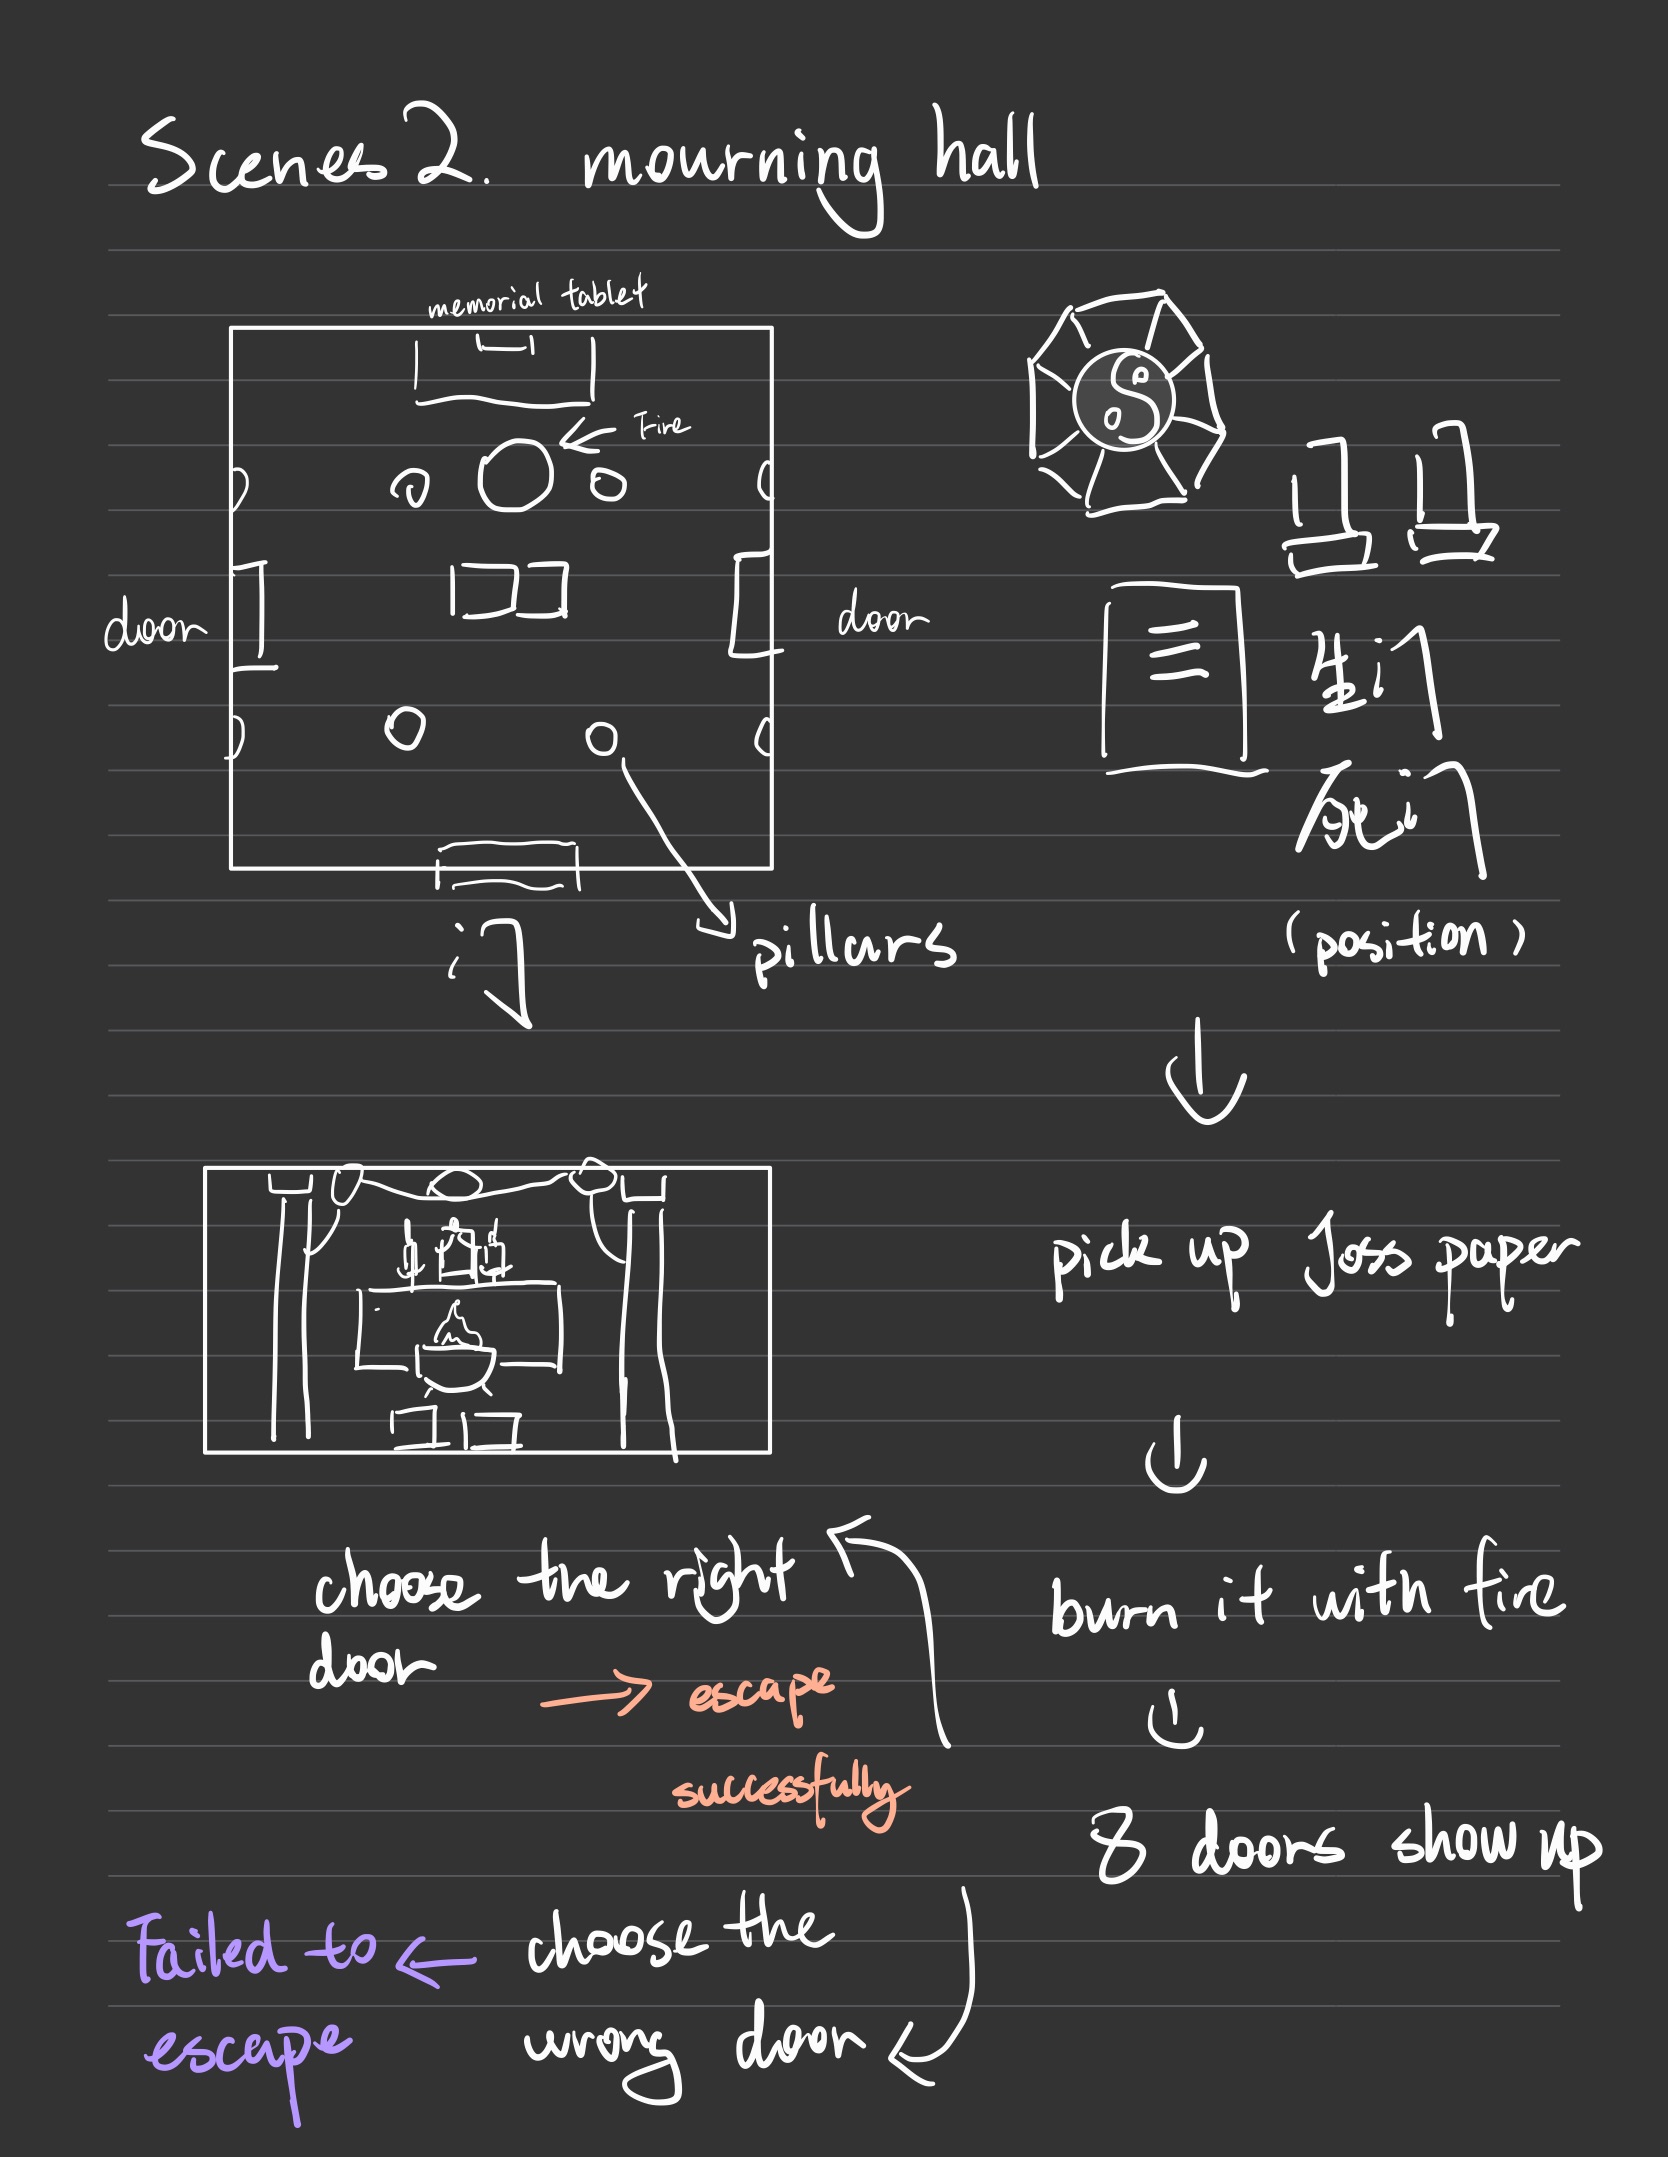 Scenes 2. mourning hall
memorial tablet
Fire
door
door
门
pillars
生门
死门
(position)
pick up Joss paper
burn it with fire
8 doors show up
choose the right
door
escape
successfully
choose the
wrong door
Failed to
escape